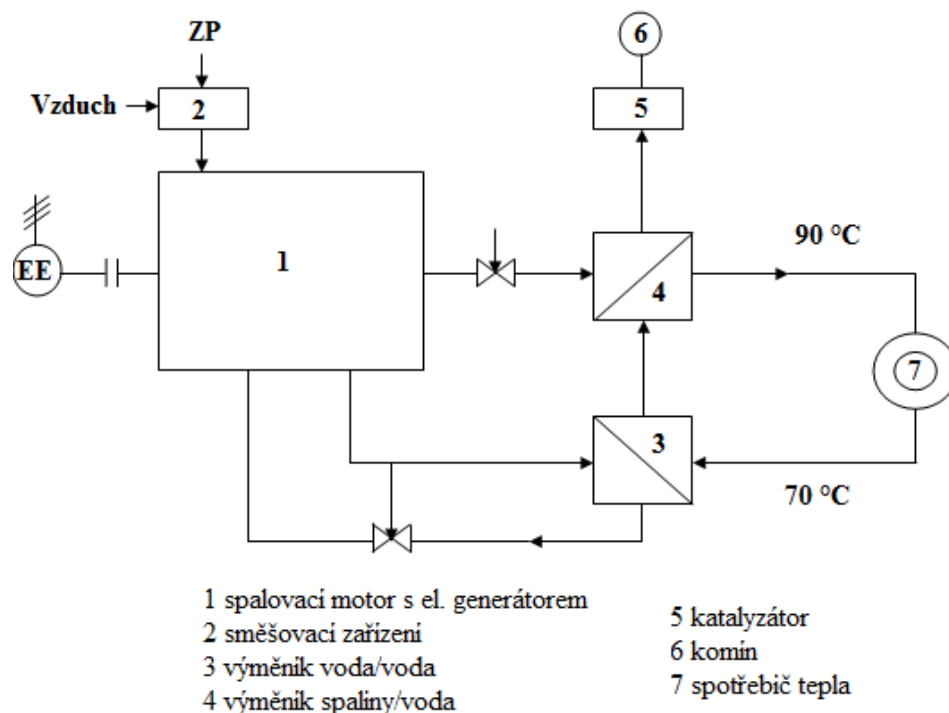 ZP
6
Vzduch
2
5
90 °C
EE
1
4
7
3
70 °C
1 spalovací motor s el. generátorem
2 směšovací zařízení
3 výměník voda/voda
4 výměník spaliny/voda
5 katalyzátor
6 komín
7 spotřebič tepla